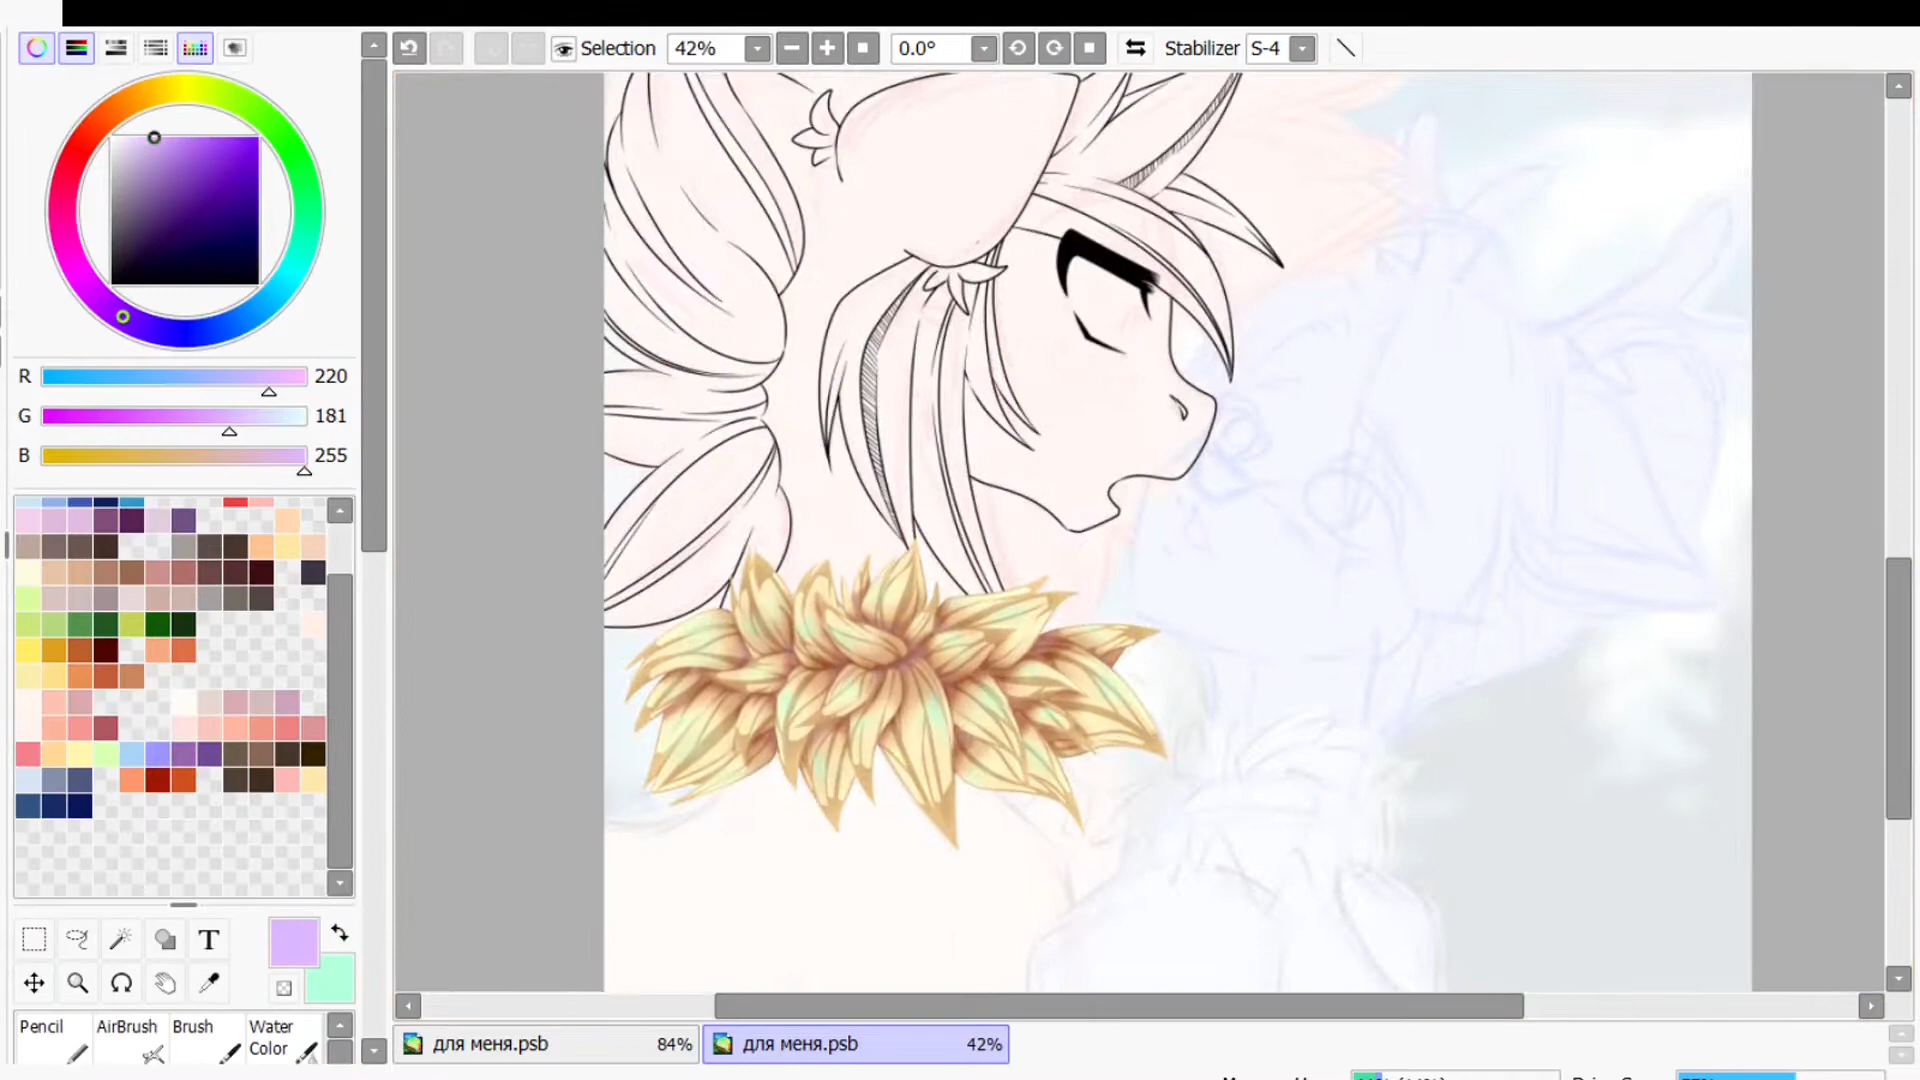 Selection 42% 0.0° Stabilizer S-4
R 220
G 181
B 255
T
Pencil AirBrush Brush Water Color
для меня.psb 84% для меня.psb 42%